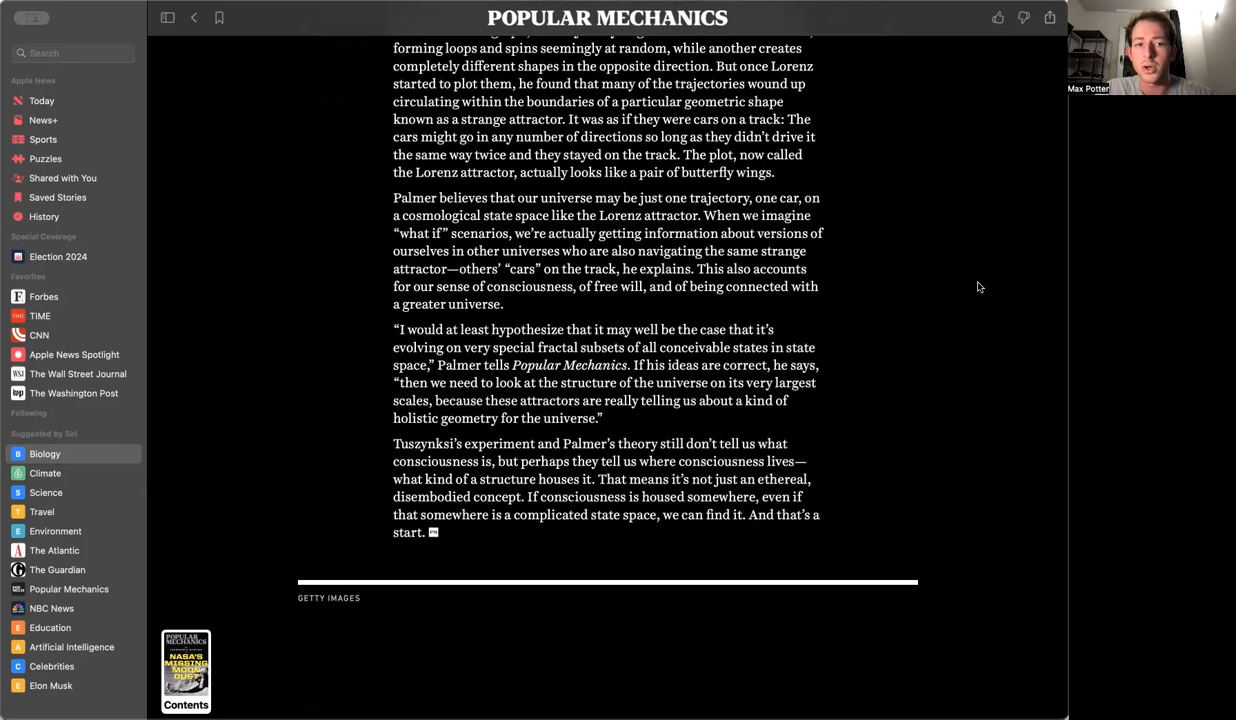 POPULAR MECHANICS
Search
Apple News
Today
News+
Sports
Puzzles
Shared with You
Saved Stories
History
Special Coverage
Election 2024
Favorites
F Forbes
TIME TIME
CNN
Apple News Spotlight
WSJ The Wall Street Journal
wp The Washington Post
Following
Suggested by Siri
B Biology
Climate
S Science
T Travel
E Environment
A The Atlantic
G The Guardian
Popular Mechanics
NBC News
E Education
A Artificial Intelligence
C Celebrities
E Elon Musk
forming loops and spins seemingly at random, while another creates
completely different shapes in the opposite direction. But once Lorenz
started to plot them, he found that many of the trajectories wound up
circulating within the boundaries of a particular geometric shape
known as a strange attractor. It was as if they were cars on a track: The
cars might go in any number of directions so long as they didn’t drive it
the same way twice and they stayed on the track. The plot, now called
the Lorenz attractor, actually looks like a pair of butterfly wings.
Palmer believes that our universe may be just one trajectory, one car, on
a cosmological state space like the Lorenz attractor. When we imagine
“what if” scenarios, we’re actually getting information about versions of
ourselves in other universes who are also navigating the same strange
attractor—others’ “cars” on the track, he explains. This also accounts
for our sense of consciousness, of free will, and of being connected with
a greater universe.
“I would at least hypothesize that it may well be the case that it’s
evolving on very special fractal subsets of all conceivable states in state
space,” Palmer tells Popular Mechanics. If his ideas are correct, he says,
“then we need to look at the structure of the universe on its very largest
scales, because these attractors are really telling us about a kind of
holistic geometry for the universe.”
Tuszynksi’s experiment and Palmer’s theory still don’t tell us what
consciousness is, but perhaps they tell us where consciousness lives—
what kind of a structure houses it. That means it’s not just an ethereal,
disembodied concept. If consciousness is housed somewhere, even if
that somewhere is a complicated state space, we can find it. And that’s a
start.
GETTY IMAGES
POPULAR
MECHANICS
NASA'S
MISSING
MOON
DUST
Contents
Max Potter